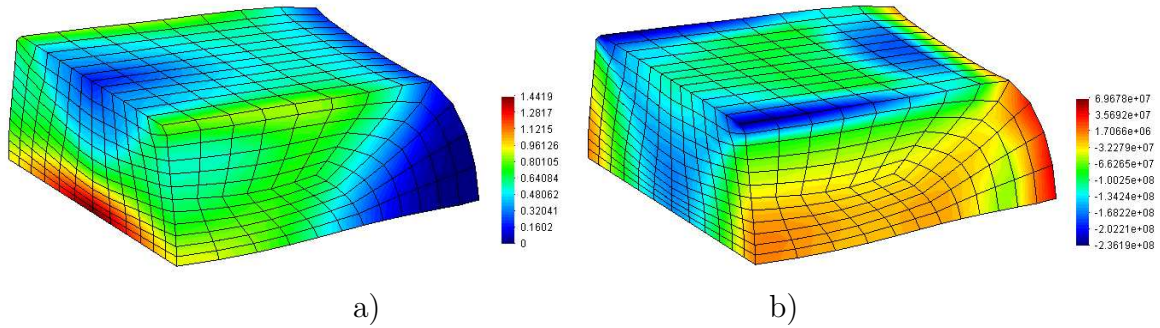 1.4419
1.2817
1.1215
0.96126
0.80105
0.64084
0.48062
0.32041
0.1602
0
6.9678e+07
3.5692e+07
1.7066e+06
-3.2279e+07
-6.6265e+07
-1.0025e+08
-1.3424e+08
-1.6822e+08
-2.0221e+08
-2.3619e+08
a)
b)